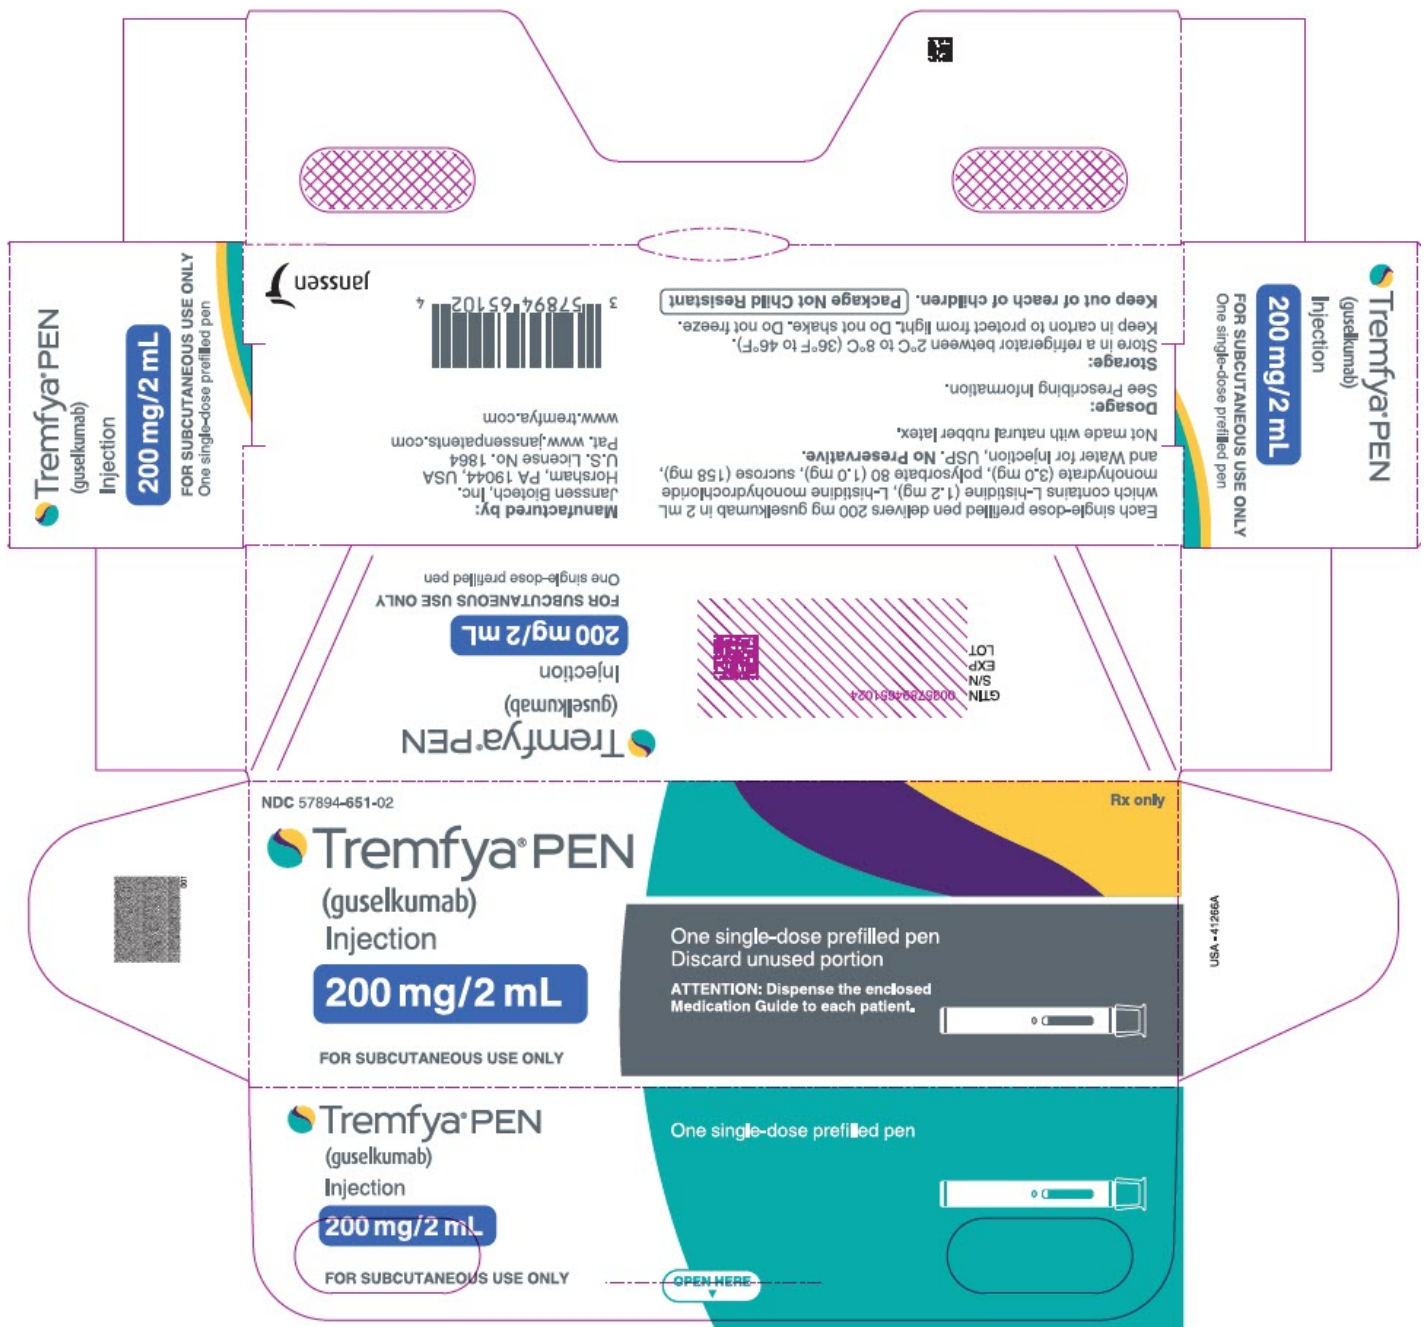 Tremfya®PEN
(guselkumab)
Injection
200 mg/2 mL
FOR SUBCUTANEOUS USE ONLY
One single-dose prefilled pen
Each single-dose prefilled pen delivers 200 mg guselkumab in 2 mL
which contains L-histidine (1.2 mg), L-histidine monohydrochloride
monohydrate (3.0 mg), polysorbate 80 (1.0 mg), sucrose (158 mg),
and Water for Injection, USP. No Preservative.
Not made with natural rubber latex.
Dosage:
See Prescribing Information.
Storage:
Store in a refrigerator between 2°C to 8°C (36°F to 46°F).
Keep in carton to protect from light. Do not shake. Do not freeze.
Keep out of reach of children. Package Not Child Resistant
Manufactured by:
Janssen Biotech, Inc.
Horsham, PA 19044, USA
U.S. License No. 1864
Pat. www.janssenpatents.com
www.tremfya.com
3 57894 65102 4
janssen
Tremfya®PEN
(guselkumab)
Injection
200 mg/2 mL
FOR SUBCUTANEOUS USE ONLY
One single-dose prefilled pen
Tremfya®PEN
(guselkumab)
Injection
200 mg/2 mL
FOR SUBCUTANEOUS USE ONLY
One single-dose prefilled pen
GTIN 00357894651024
S/N
EXP
LOT
NDC 57894-651-02
Rx only
Tremfya®PEN
(guselkumab)
Injection
200 mg/2 mL
FOR SUBCUTANEOUS USE ONLY
One single-dose prefilled pen
Discard unused portion
ATTENTION: Dispense the enclosed
Medication Guide to each patient.
001
USA-41266A
Tremfya®PEN
(guselkumab)
Injection
200 mg/2 mL
FOR SUBCUTANEOUS USE ONLY
One single-dose prefilled pen
OPEN HERE